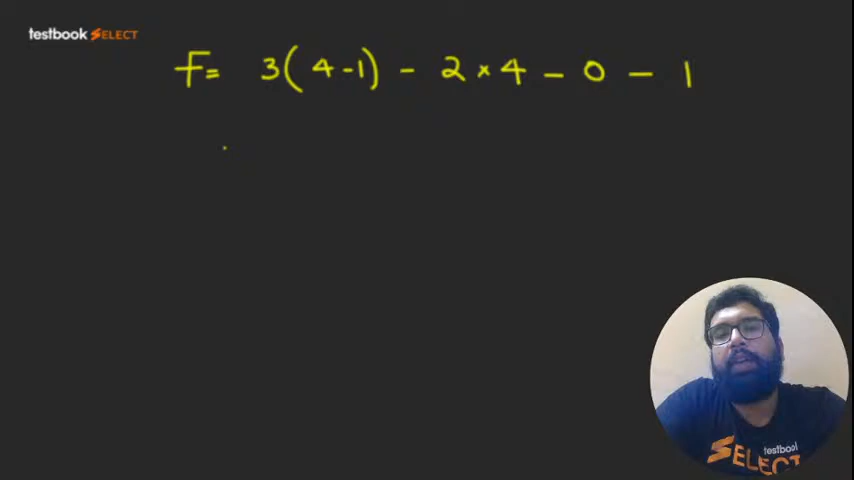 testbook SELECT
F= 3(4-1) - 2×4 - 0 - 1
testbook
SELECT